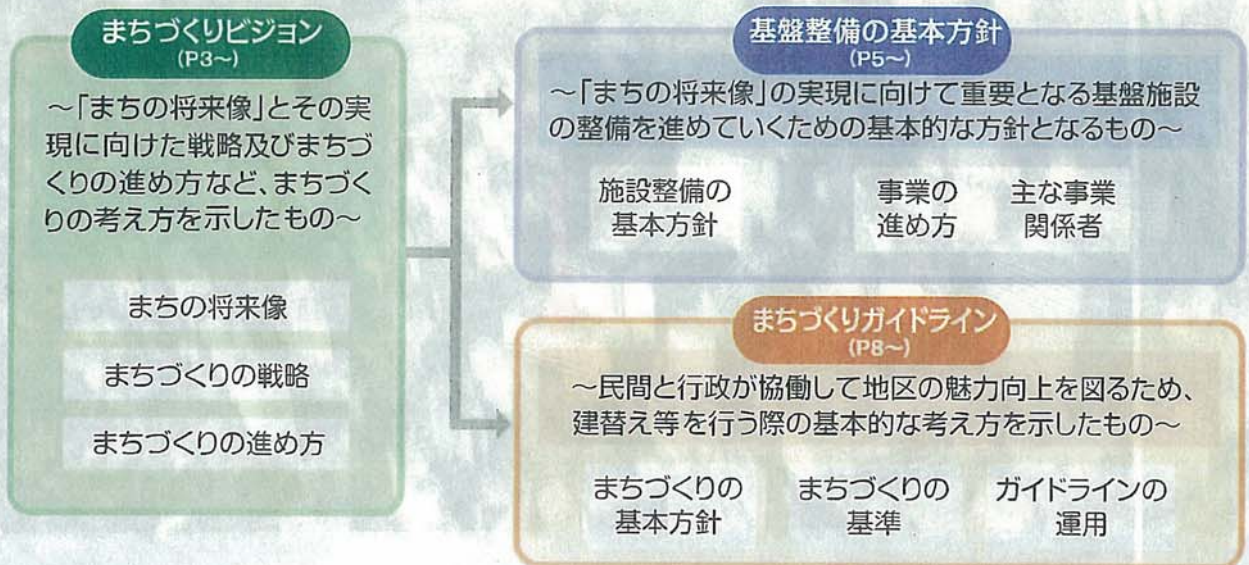 まちづくりビジョン
(P3~)
~「まちの将来像」とその実
現に向けた戦略及びまちづ
くりの進め方など、まちづく
りの考え方を示したもの~
まちの将来像
まちづくりの戦略
まちづくりの進め方
基盤整備の基本方針
(P5~)
~「まちの将来像」の実現に向けて重要となる基盤施設
の整備を進めていくための基本的な方針となるもの~
施設整備の
基本方針
事業の
進め方
主な事業
関係者
まちづくりガイドライン
(P8~)
~民間と行政が協働して地区の魅力向上を図るため、
建替え等を行う際の基本的な考え方を示したもの~
まちづくりの
基本方針
まちづくりの
基準
ガイドラインの
運用